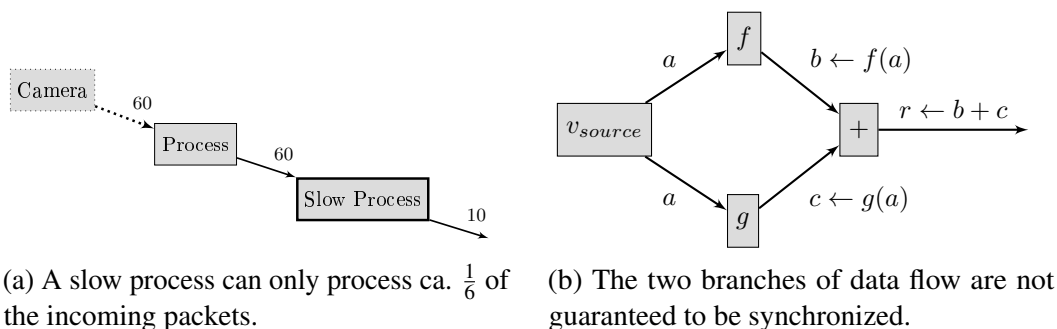 Camera
60
Process
60
Slow Process
10
(a) A slow process can only process ca. 1/6 of
the incoming packets.
f
a
b ← f(a)
v_source
+
r ← b + c
a
g
c ← g(a)
(b) The two branches of data flow are not
guaranteed to be synchronized.